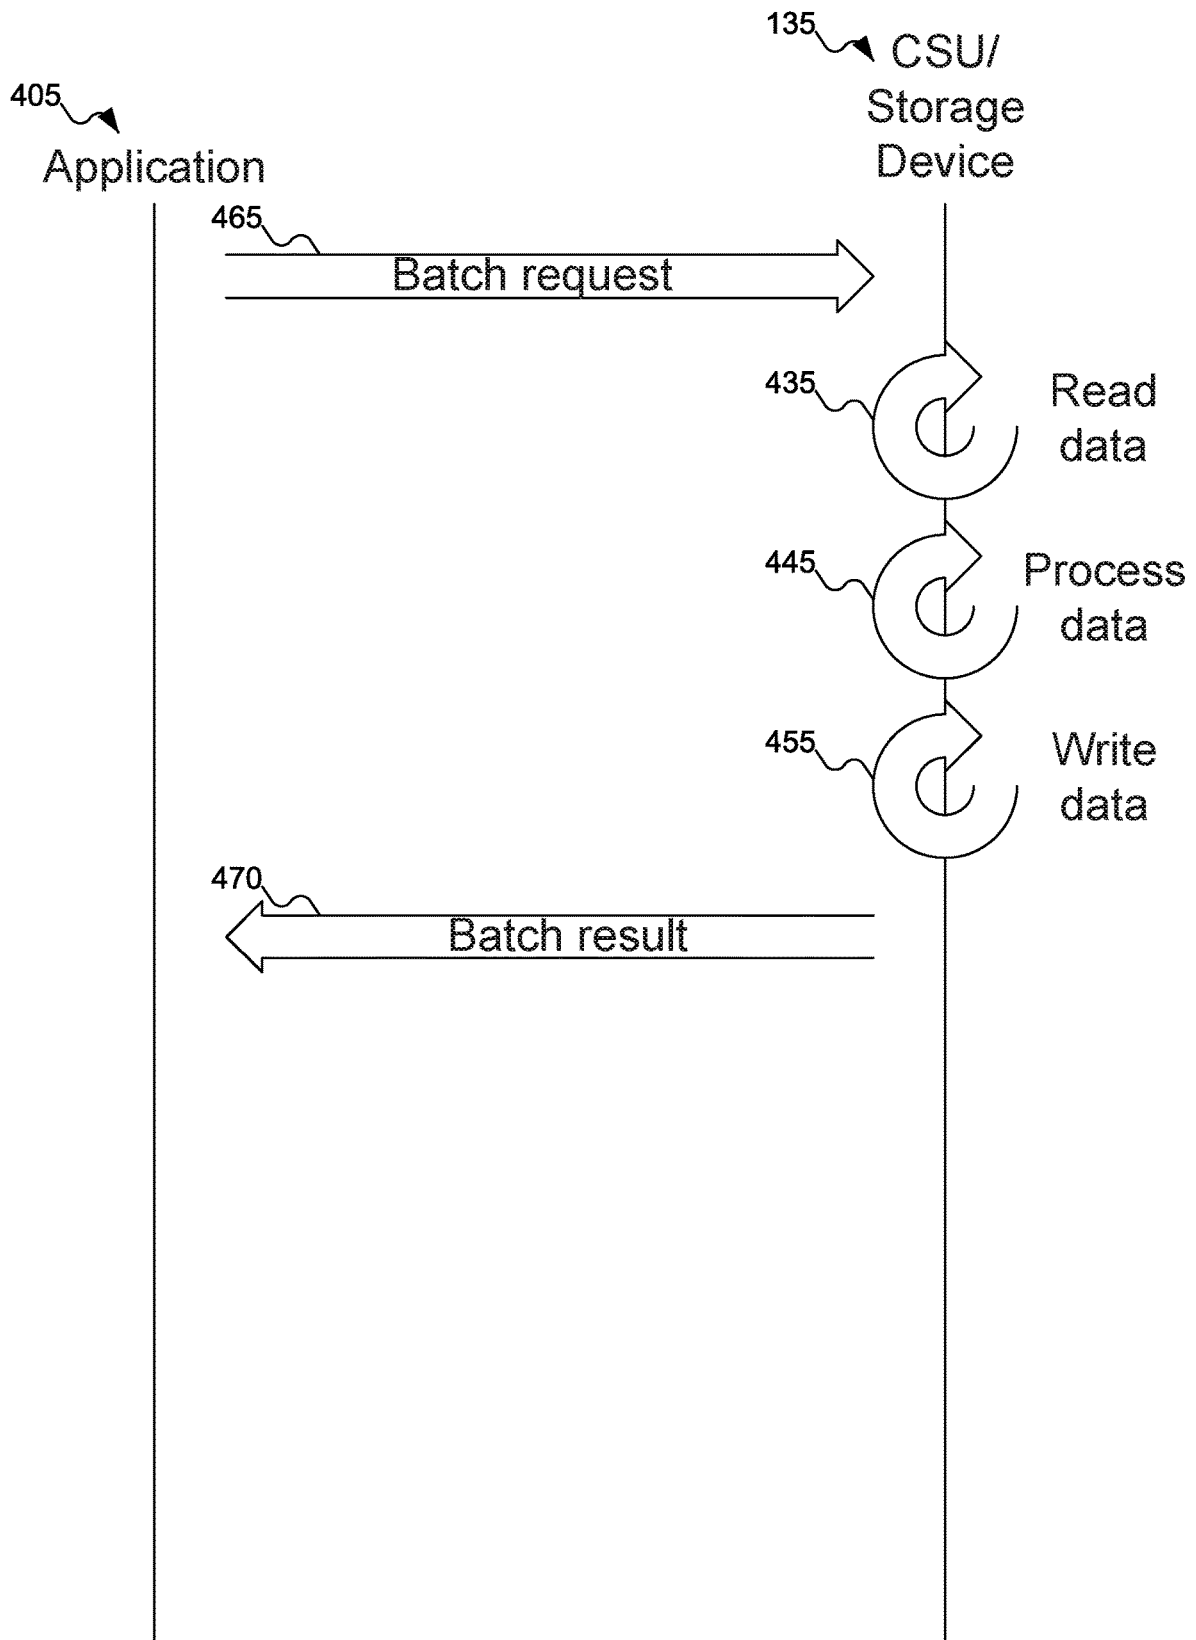 135
CSU/
Storage
Device
405
Application
465
Batch request
435
Read
data
445
Process
data
455
Write
data
470
Batch result